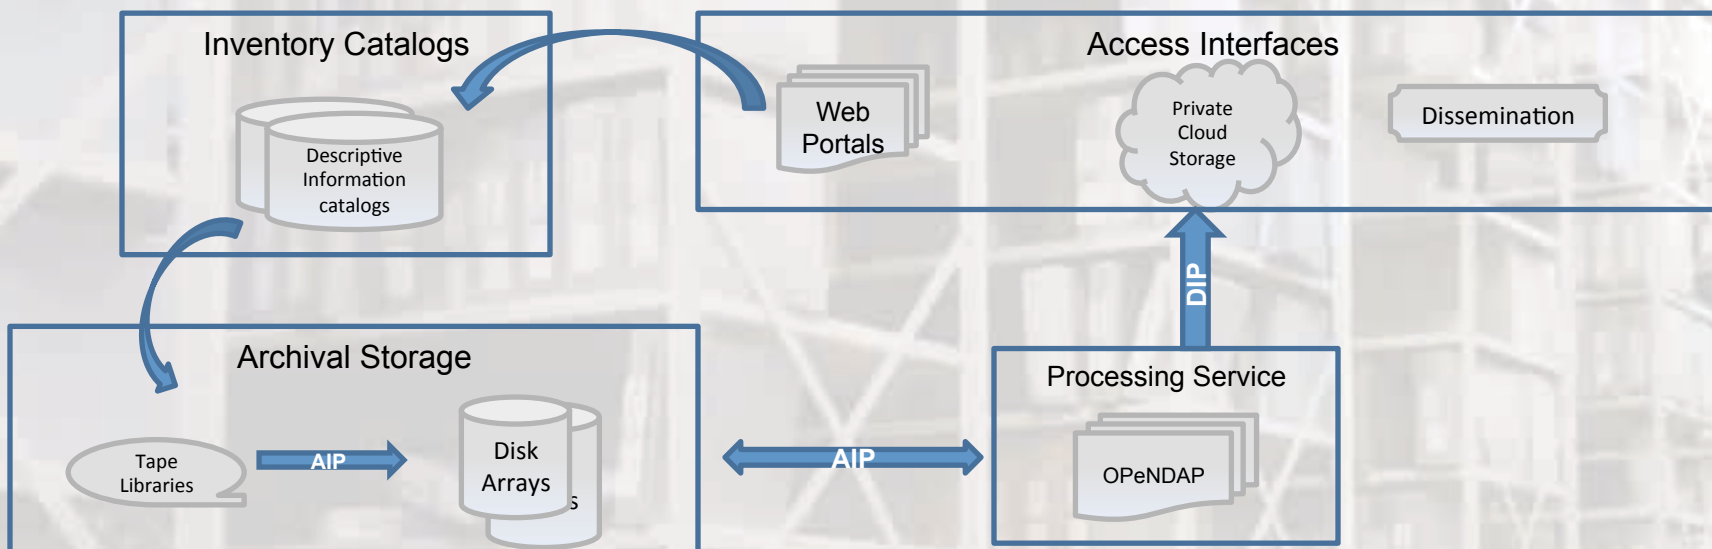 Inventory Catalogs
Access Interfaces
Descriptive
Information
catalogs
Web
Portals
Private
Cloud
Storage
Dissemination
DIP
Archival Storage
Processing Service
Tape
Libraries
AIP
Disk
Arrays
s
AIP
OPeNDAP